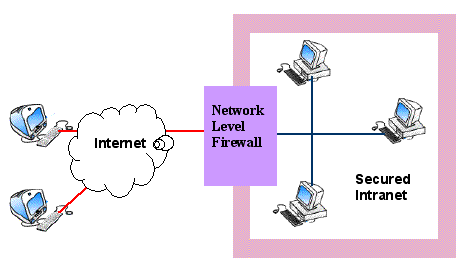 Internet
Network
Level
Firewall
Secured
Intranet